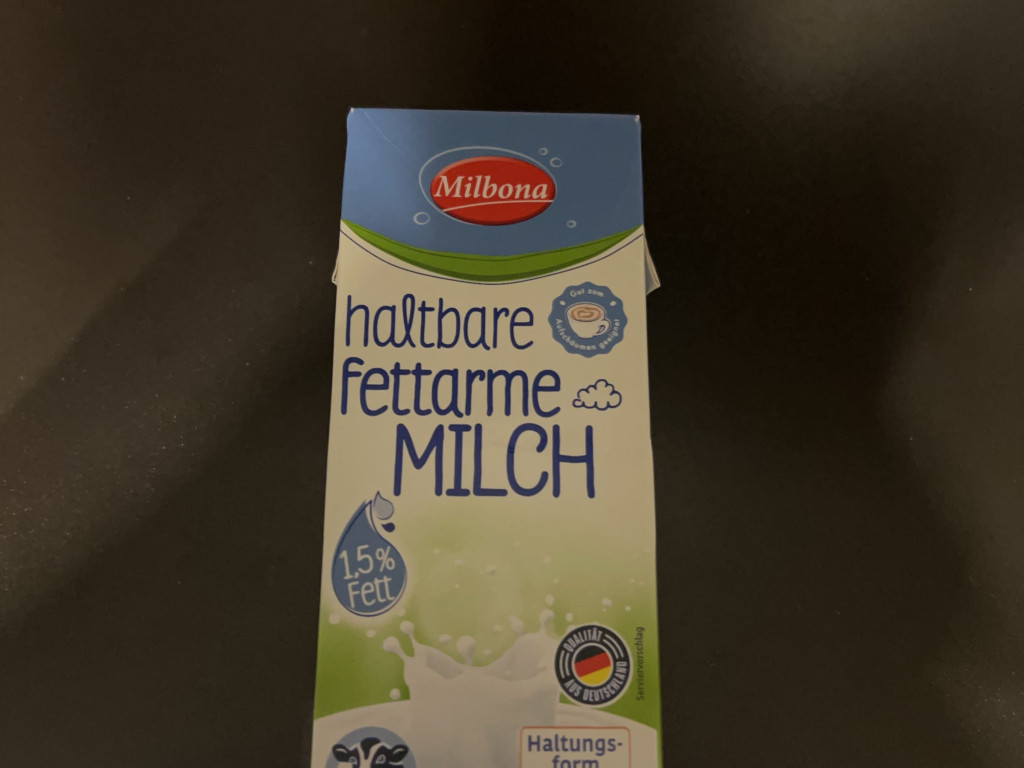 Milbona
haltbare
Gut zum
Aufschäumen geeignet
fettarme
MILCH
1,5%
Fett
QUALITÄT
AUS DEUTSCHLAND
Serviervorschlag
Haltungs-
form